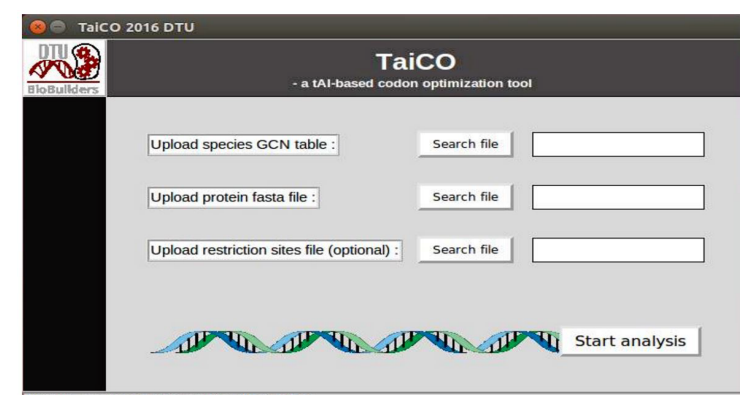 TaiCO 2016 DTU
DTU
BioBuilders
TaiCO
- a tAI-based codon optimization tool
Upload species GCN table :
Search file
Upload protein fasta file :
Search file
Upload restriction sites file (optional) :
Search file
Start analysis